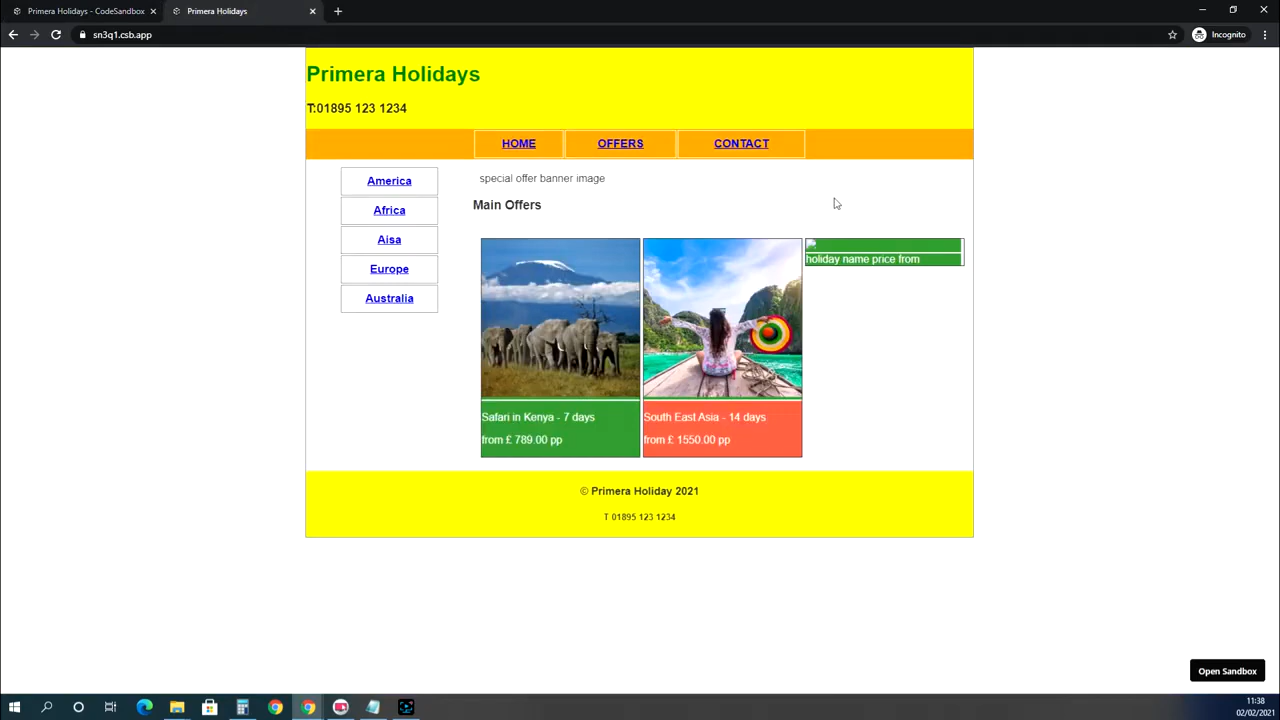 Primera Holidays - CodeSandbox
Primera Holidays
sn3q1.csb.app
Incognito
Primera Holidays
T:01895 123 1234
HOME
OFFERS
CONTACT
America
Africa
Aisa
Europe
Australia
special offer banner image
Main Offers
Safari in Kenya - 7 days
from £ 789.00 pp
South East Asia - 14 days
from £ 1550.00 pp
holiday name price from
© Primera Holiday 2021
T 01895 123 1234
Open Sandbox
11:38
02/02/2021